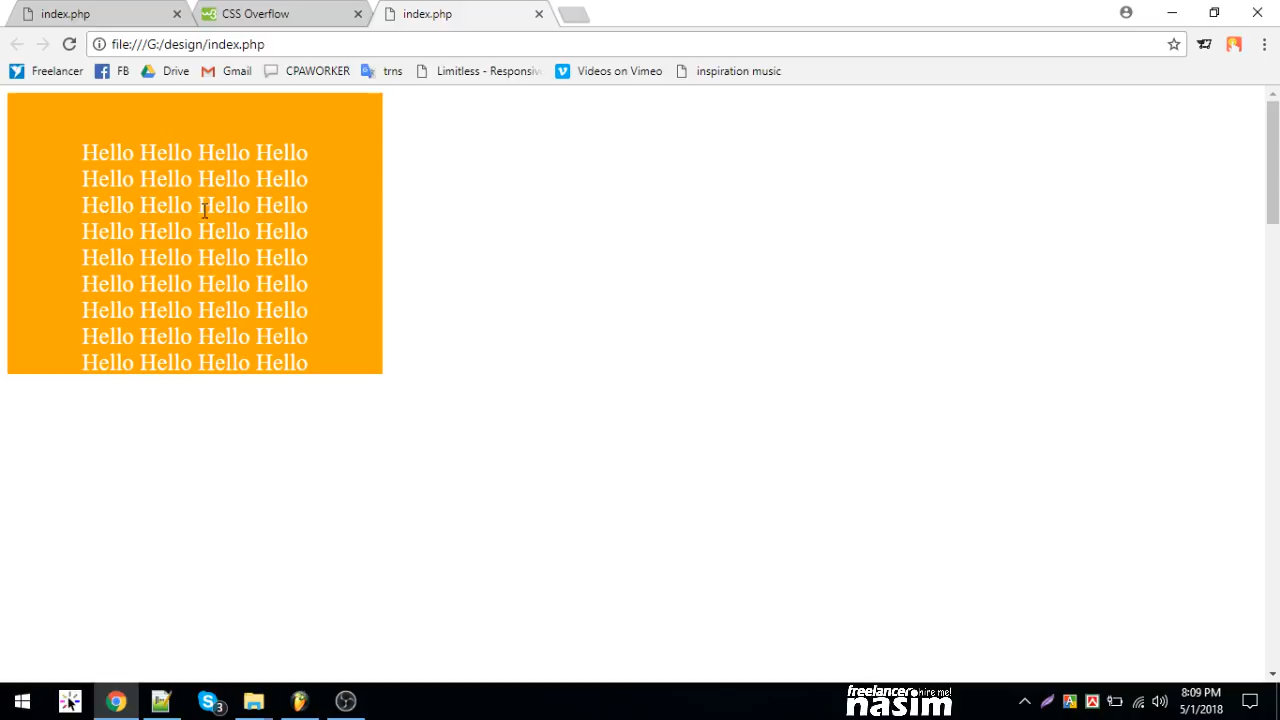 index.php
CSS Overflow
index.php
file:///G:/design/index.php
Freelancer
FB
Drive
Gmail
CPAWORKER
trns
Limitless - Responsiv
Videos on Vimeo
inspiration music
Hello Hello Hello Hello
Hello Hello Hello Hello
Hello Hello Hello Hello
Hello Hello Hello Hello
Hello Hello Hello Hello
Hello Hello Hello Hello
Hello Hello Hello Hello
Hello Hello Hello Hello
Hello Hello Hello Hello
3
freelancer hire me!
nasim
8:09 PM
5/1/2018